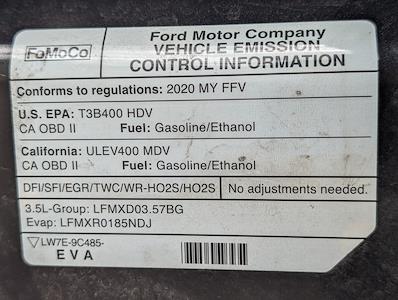 FoMoCo
Ford Motor Company
VEHICLE EMISSION
CONTROL INFORMATION
Conforms to regulations: 2020 MY FFV
U.S. EPA: T3B400 HDV
CA OBD II Fuel: Gasoline/Ethanol
California: ULEV400 MDV
CA OBD II Fuel: Gasoline/Ethanol
DFI/SFI/EGR/TWC/WR-HO2S/HO2S No adjustments needed.
3.5L-Group: LFMXD03.57BG
Evap: LFMXR0185NDJ
LW7E-9C485-
EVA